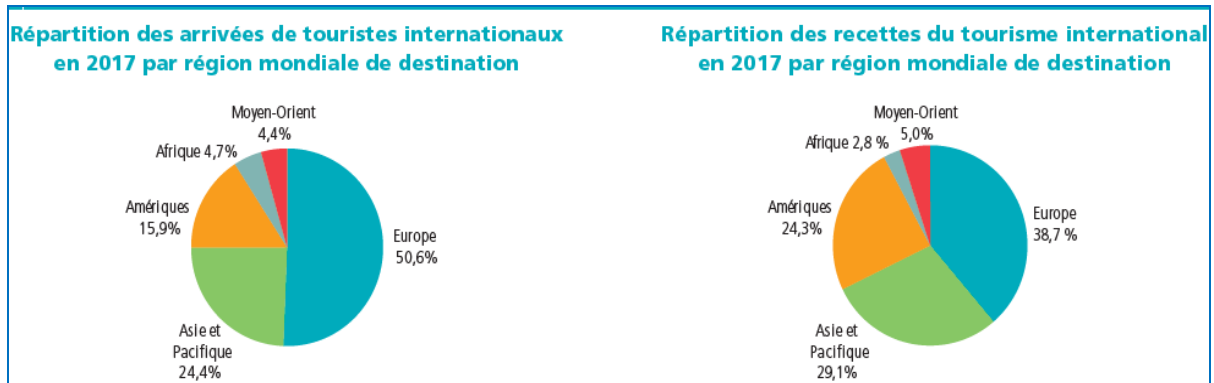 Répartition des arrivées de touristes internationaux
en 2017 par région mondiale de destination
Moyen-Orient
4,4%
Afrique 4,7%
Amériques
15,9%
Europe
50,6%
Asie et
Pacifique
24,4%
Répartition des recettes du tourisme international
en 2017 par région mondiale de destination
Moyen-Orient
5,0%
Afrique 2,8 %
Amériques
24,3%
Europe
38,7 %
Asie et
Pacifique
29,1%